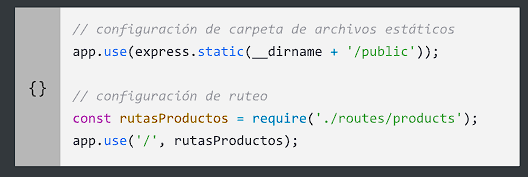 // configuración de carpeta de archivos estáticos
app.use(express.static(__dirname + '/public'));
{}
// configuración de ruteo
const rutasProductos = require('./routes/products');
app.use('/', rutasProductos);